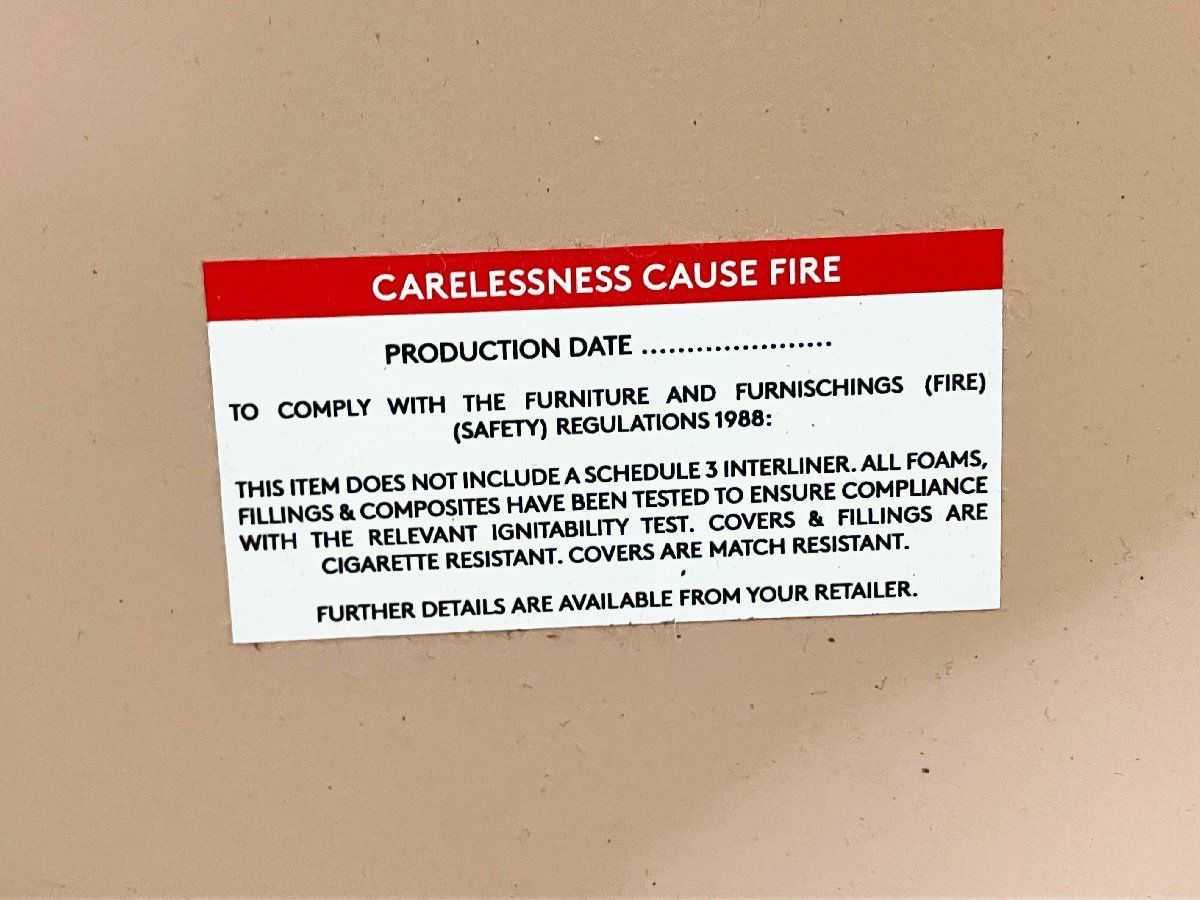 CARELESSNESS CAUSE FIRE
PRODUCTION DATE .....................
TO COMPLY WITH THE FURNITURE AND FURNISCHINGS (FIRE)
(SAFETY) REGULATIONS 1988:
THIS ITEM DOES NOT INCLUDE A SCHEDULE 3 INTERLINER. ALL FOAMS,
FILLINGS & COMPOSITES HAVE BEEN TESTED TO ENSURE COMPLIANCE
WITH THE RELEVANT IGNITABILITY TEST. COVERS & FILLINGS ARE
CIGARETTE RESISTANT. COVERS ARE MATCH RESISTANT.
FURTHER DETAILS ARE AVAILABLE FROM YOUR RETAILER.